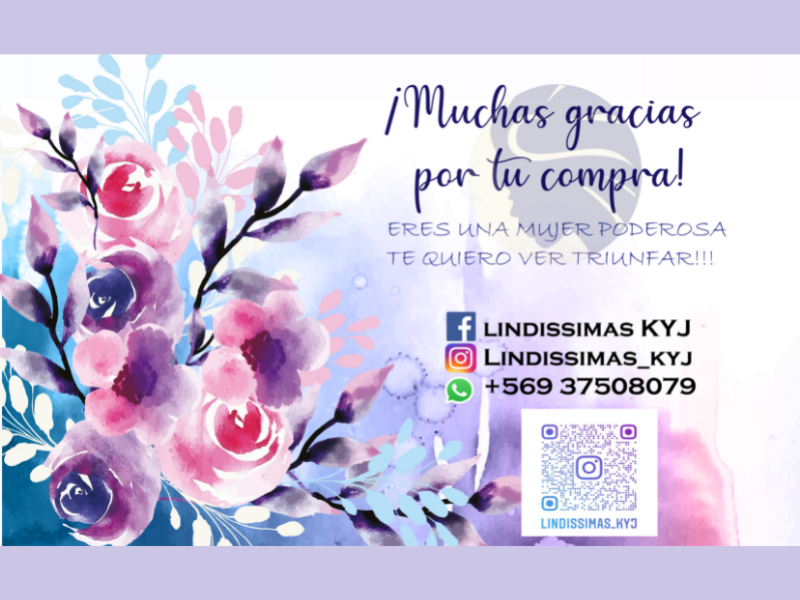 ¡Muchas gracias
por tu compra!
ERES UNA MUJER PODEROSA
TE QUIERO VER TRIUNFAR!!!
LINDISSIMAS KYJ
LINDISSIMAS_KYJ
+569 37508079
LINDISSIMAS_KYJ